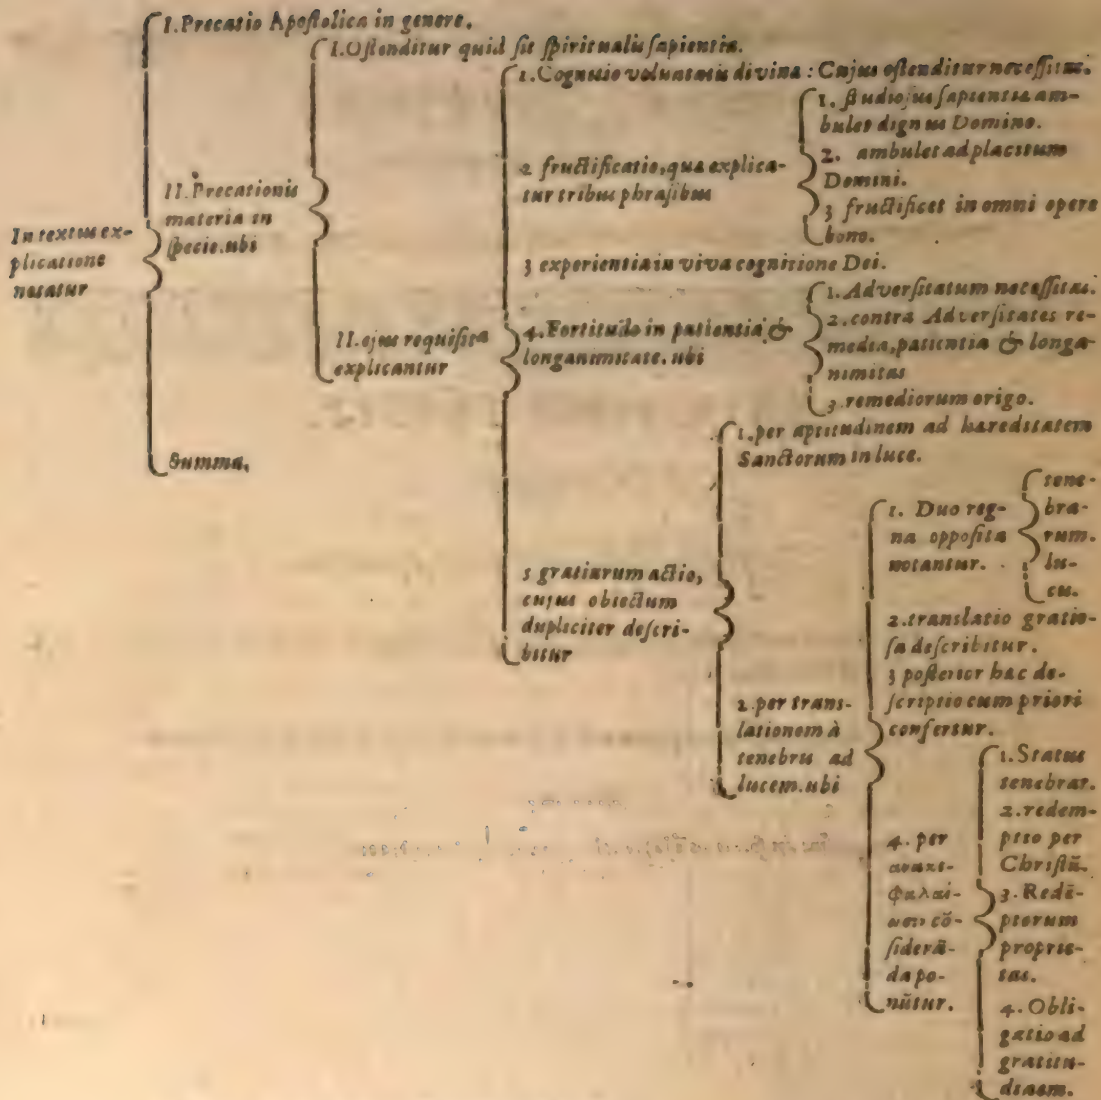 I. Precatio Apostolica in genere.
I. Ostenditur quid sit spiritualis sapientia.
1. Cognitio voluntatis divina : Cujus ostenditur necessitas.
1. studiosus sapientiæ am-
bulet dignus Domino.
2. ambulet ad placitum
Domini.
3 fructificet in omni opere
bono.
2 fructificatio, qua explica-
tur tribus phrasibus
II. Precationis
materia in
specie. ubi
In textus ex-
plicatione
notatur
3 experientia in viva cognitione Dei.
1. Adversitatum necessitas.
2. contra Adversitates re-
media, patientia & longa-
nimitas
3. remediorum origo.
4. Fortitudo in patientia &
longanimitate. ubi
II. ejus requisita
explicantur
1. per aptitudinem ad hareditatem
Sanctorum in luce.
Summa.
1. Duo reg-
na opposita
notantur.
tene-
bra-
rum.
lu-
cis.
5 gratiarum actio,
cujus obiectum
dupliciter descri-
bitur
2. translatio gratio-
sa describitur.
3 posterior hac de-
scriptio cum priori
confertur.
2. per trans-
lationem à
tenebris ad
lucem. ubi
1. Status
tenebrar.
2. redem-
ptio per
Christū.
3. Redē-
ptorum
proprie-
tas.
4. Obli-
gatio ad
gratitu-
dinem.
4. per
ἀνακε-
φαλαί-
ωσιν cō-
siderā-
da po-
nūtur.